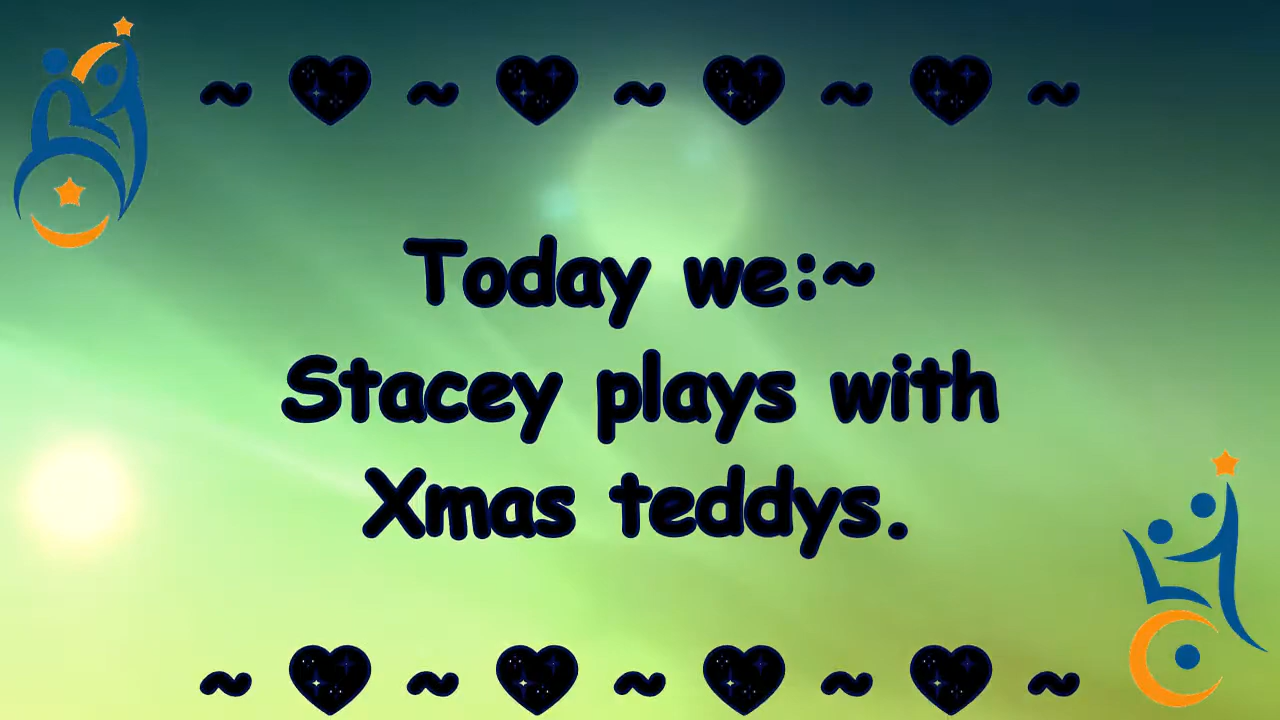 ~ 🖤 ~ 🖤 ~ 🖤 ~ 🖤 ~
Today we:~
Stacey plays with
Xmas teddys.
~ 🖤 ~ 🖤 ~ 🖤 ~ 🖤 ~